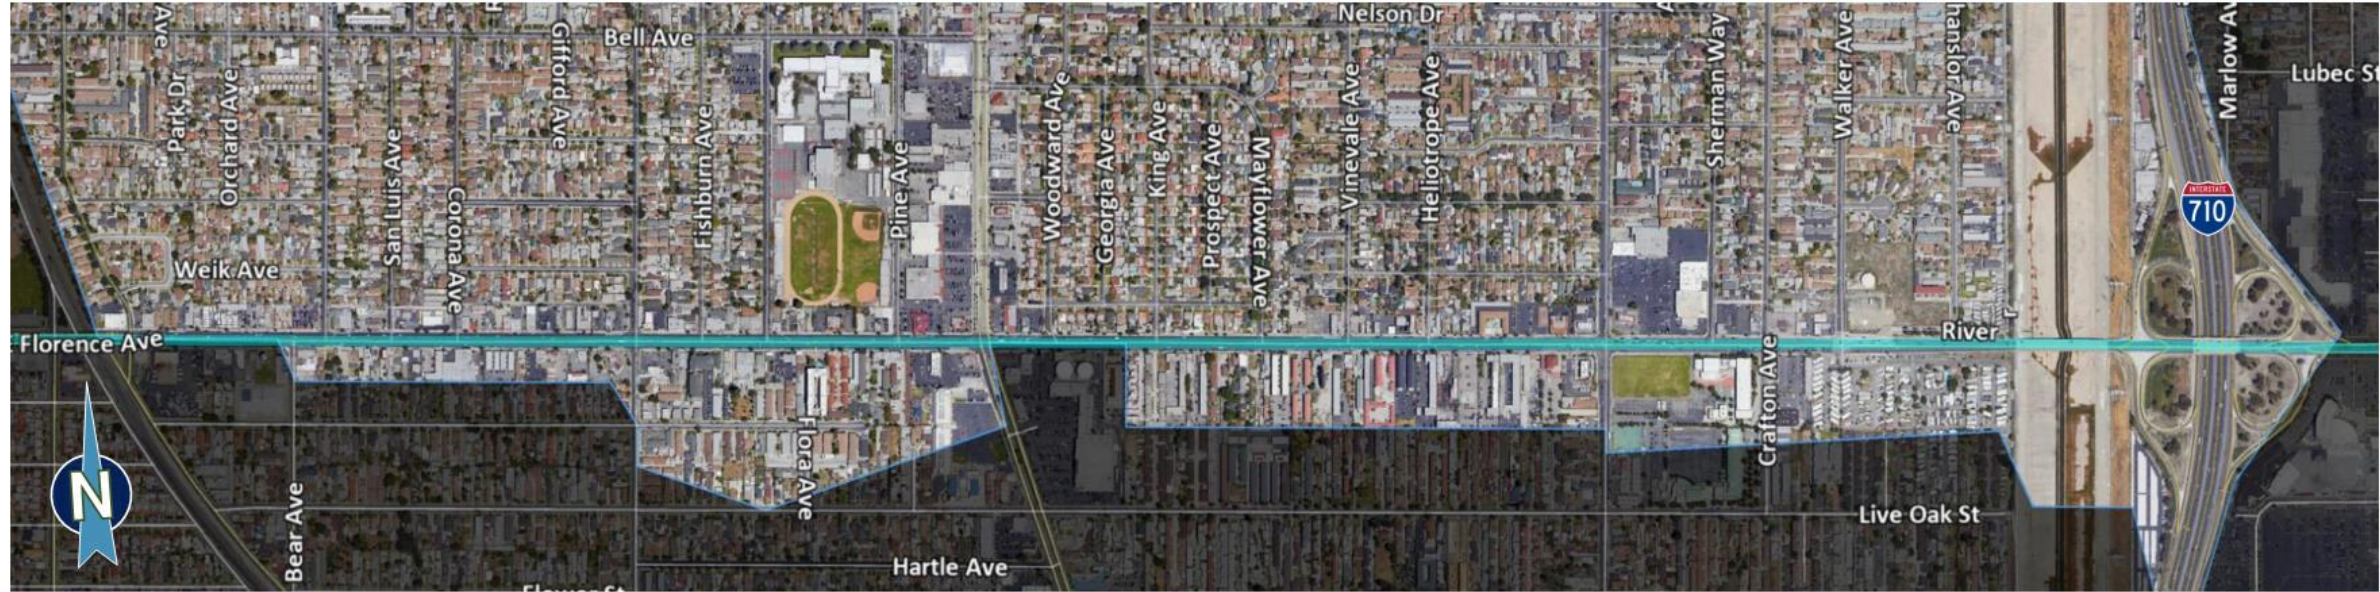 Nelson Dr
Bell Ave
Gifford Ave
Ave
Park Dr
Orchard Ave
San Luis Ave
Corona Ave
Fishburn Ave
Pine Ave
Woodward Ave
Georgia Ave
King Ave
Prospect Ave
Mayflower Ave
Vinevale Ave
Heliotrope Ave
Sherman Way
Walker Ave
Marlow Av
Lubec St
INTERSTATE
710
Weik Ave
River
Florence Ave
Crafton Ave
Flora Ave
N
Bear Ave
Live Oak St
Hartle Ave